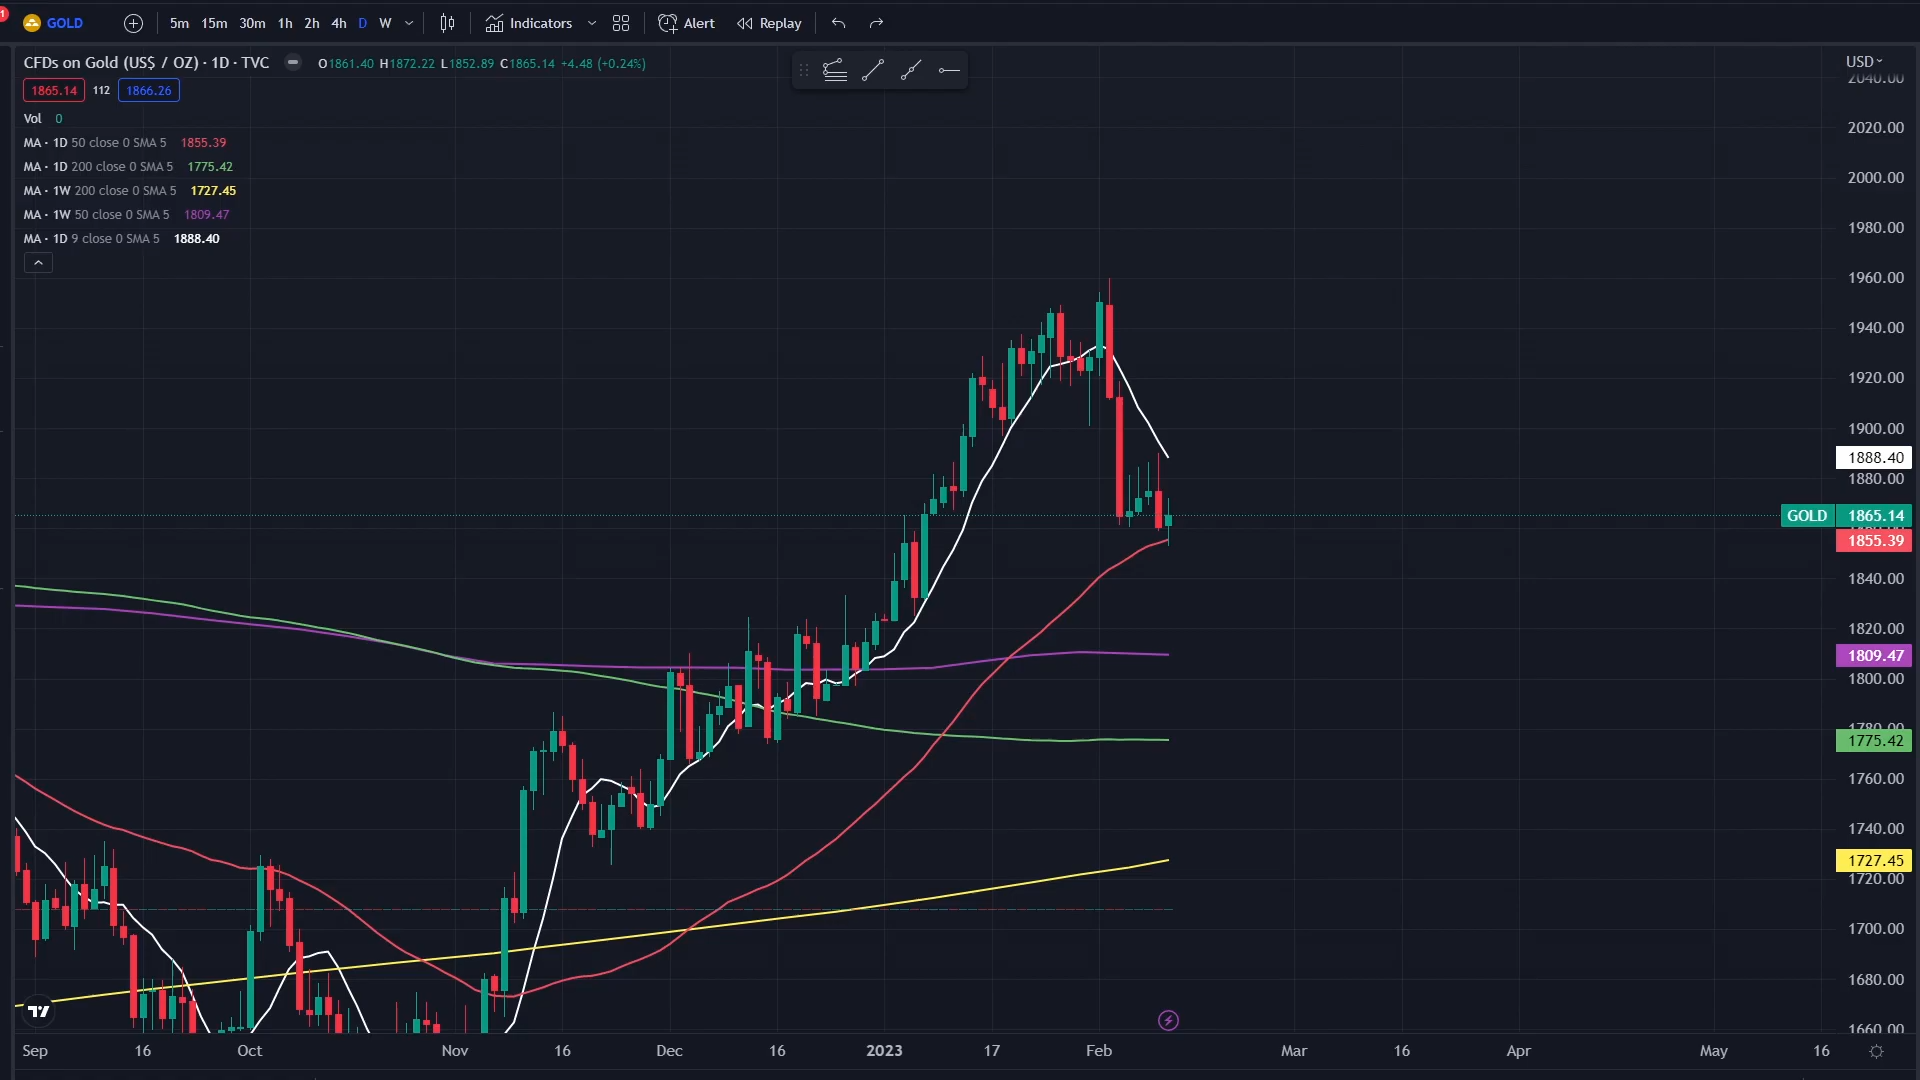 1
GOLD 5m 15m 30m 1h 2h 4h D W Indicators Alert Replay
CFDs on Gold (US$ / OZ) · 1D · TVC O1861.40 H1872.22 L1852.89 C1865.14 +4.48 (+0.24%)
1865.14 112 1866.26
Vol 0
MA · 1D 50 close 0 SMA 5 1855.39
MA · 1D 200 close 0 SMA 5 1775.42
MA · 1W 200 close 0 SMA 5 1727.45
MA · 1W 50 close 0 SMA 5 1809.47
MA · 1D 9 close 0 SMA 5 1888.40
USD
2040.00
2020.00
2000.00
1980.00
1960.00
1940.00
1920.00
1900.00
1888.40
1880.00
GOLD 1865.14
1855.39
1840.00
1820.00
1809.47
1800.00
1780.00
1775.42
1760.00
1740.00
1727.45
1720.00
1700.00
1680.00
1660.00
Sep 16 Oct Nov 16 Dec 16 2023 17 Feb Mar 16 Apr May 16